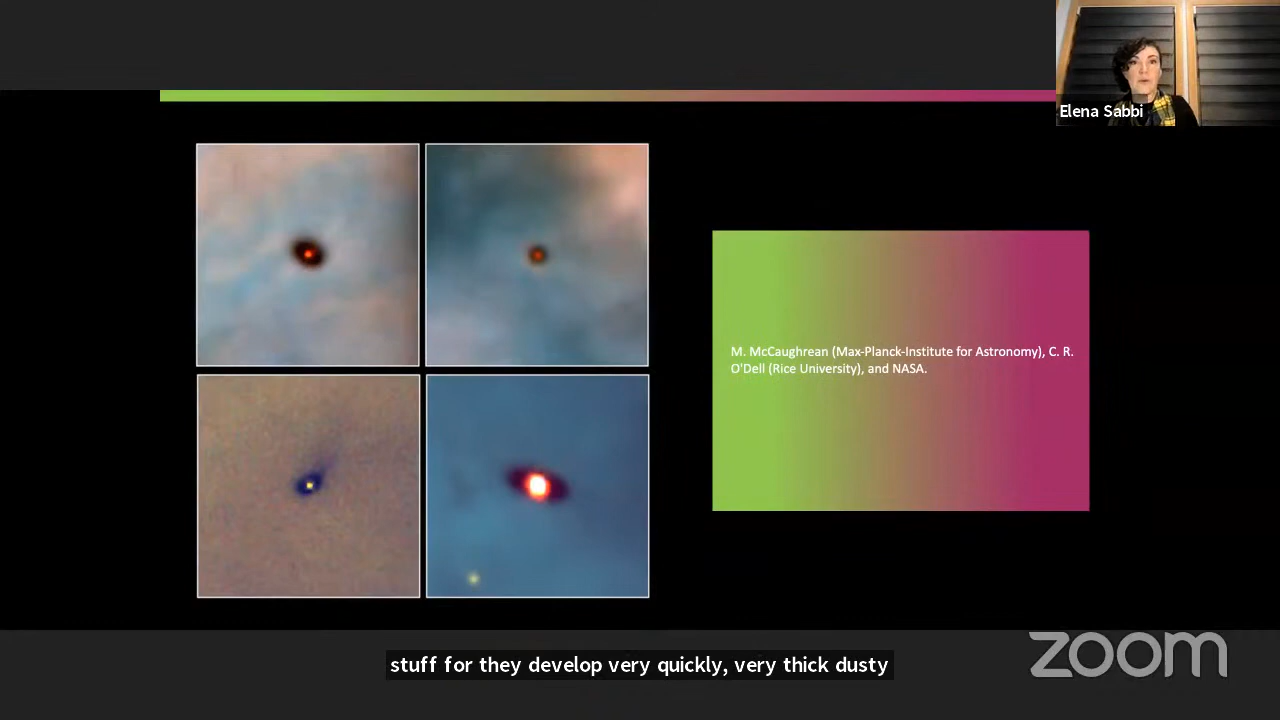 Elena Sabbi
M. McCaughrean (Max-Planck-Institute for Astronomy), C. R.
O'Dell (Rice University), and NASA.
stuff for they develop very quickly, very thick dusty
zoom